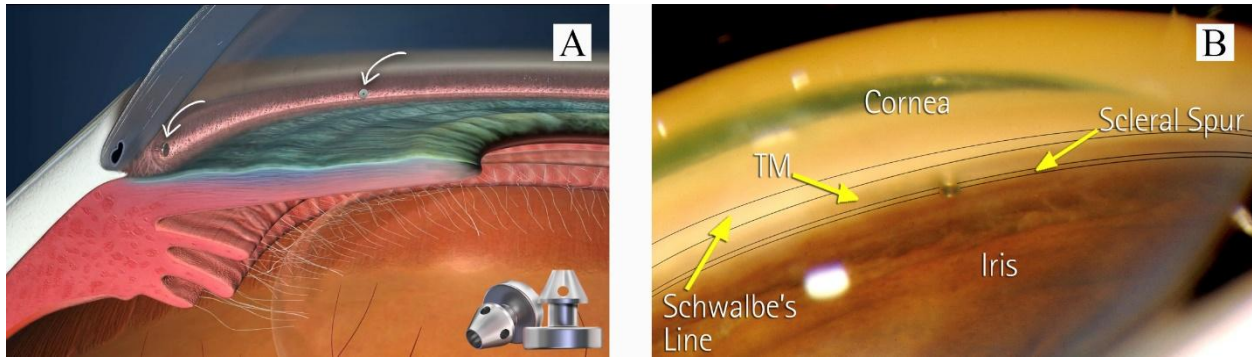 A
B
Cornea
Scleral Spur
TM
Iris
Schwalbe's
Line